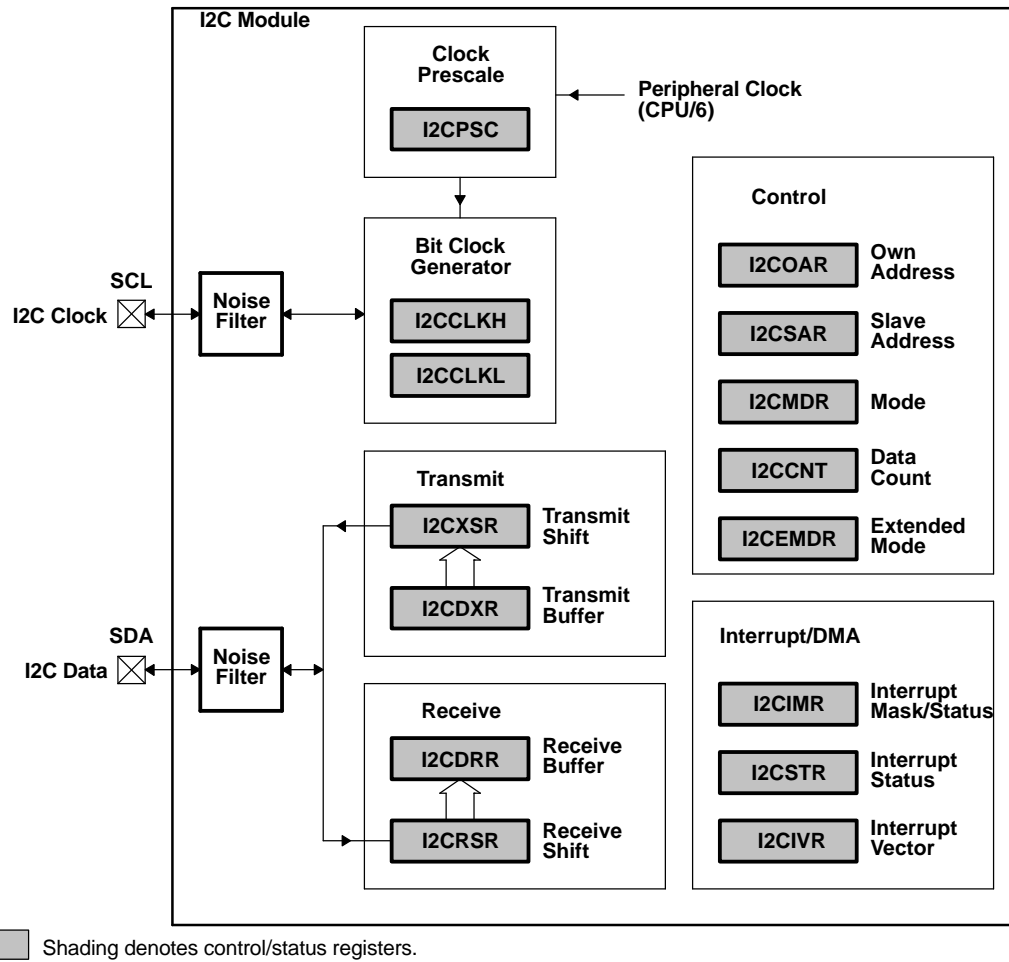 I2C Module
Clock
Prescale
I2CPSC
Peripheral Clock
(CPU/6)
Bit Clock
Generator
I2CCLKH
I2CCLKL
SCL
I2C Clock
Noise
Filter
Control
I2COAR
Own
Address
I2CSAR
Slave
Address
I2CMDR
Mode
I2CCNT
Data
Count
I2CEMDR
Extended
Mode
Transmit
I2CXSR
Transmit
Shift
I2CDXR
Transmit
Buffer
SDA
I2C Data
Noise
Filter
Receive
I2CDRR
Receive
Buffer
I2CRSR
Receive
Shift
Interrupt/DMA
I2CIMR
Interrupt
Mask/Status
I2CSTR
Interrupt
Status
I2CIVR
Interrupt
Vector
Shading denotes control/status registers.